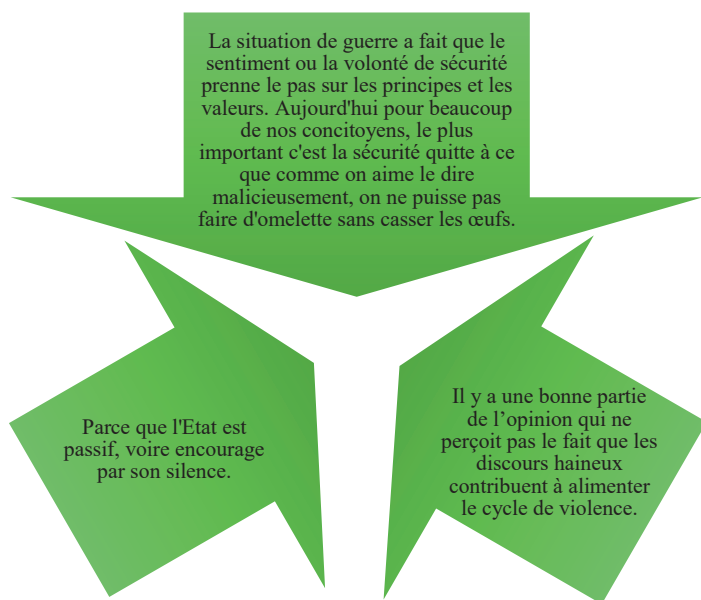 La situation de guerre a fait que le
sentiment ou la volonté de sécurité
prenne le pas sur les principes et les
valeurs. Aujourd'hui pour beaucoup
de nos concitoyens, le plus
important c'est la sécurité quitte à ce
que comme on aime le dire
malicieusement, on ne puisse pas
faire d'omelette sans casser les œufs.
Parce que l'Etat est
passif, voire encourage
par son silence.
Il y a une bonne partie
de l’opinion qui ne
perçoit pas le fait que les
discours haineux
contribuent à alimenter
le cycle de violence.